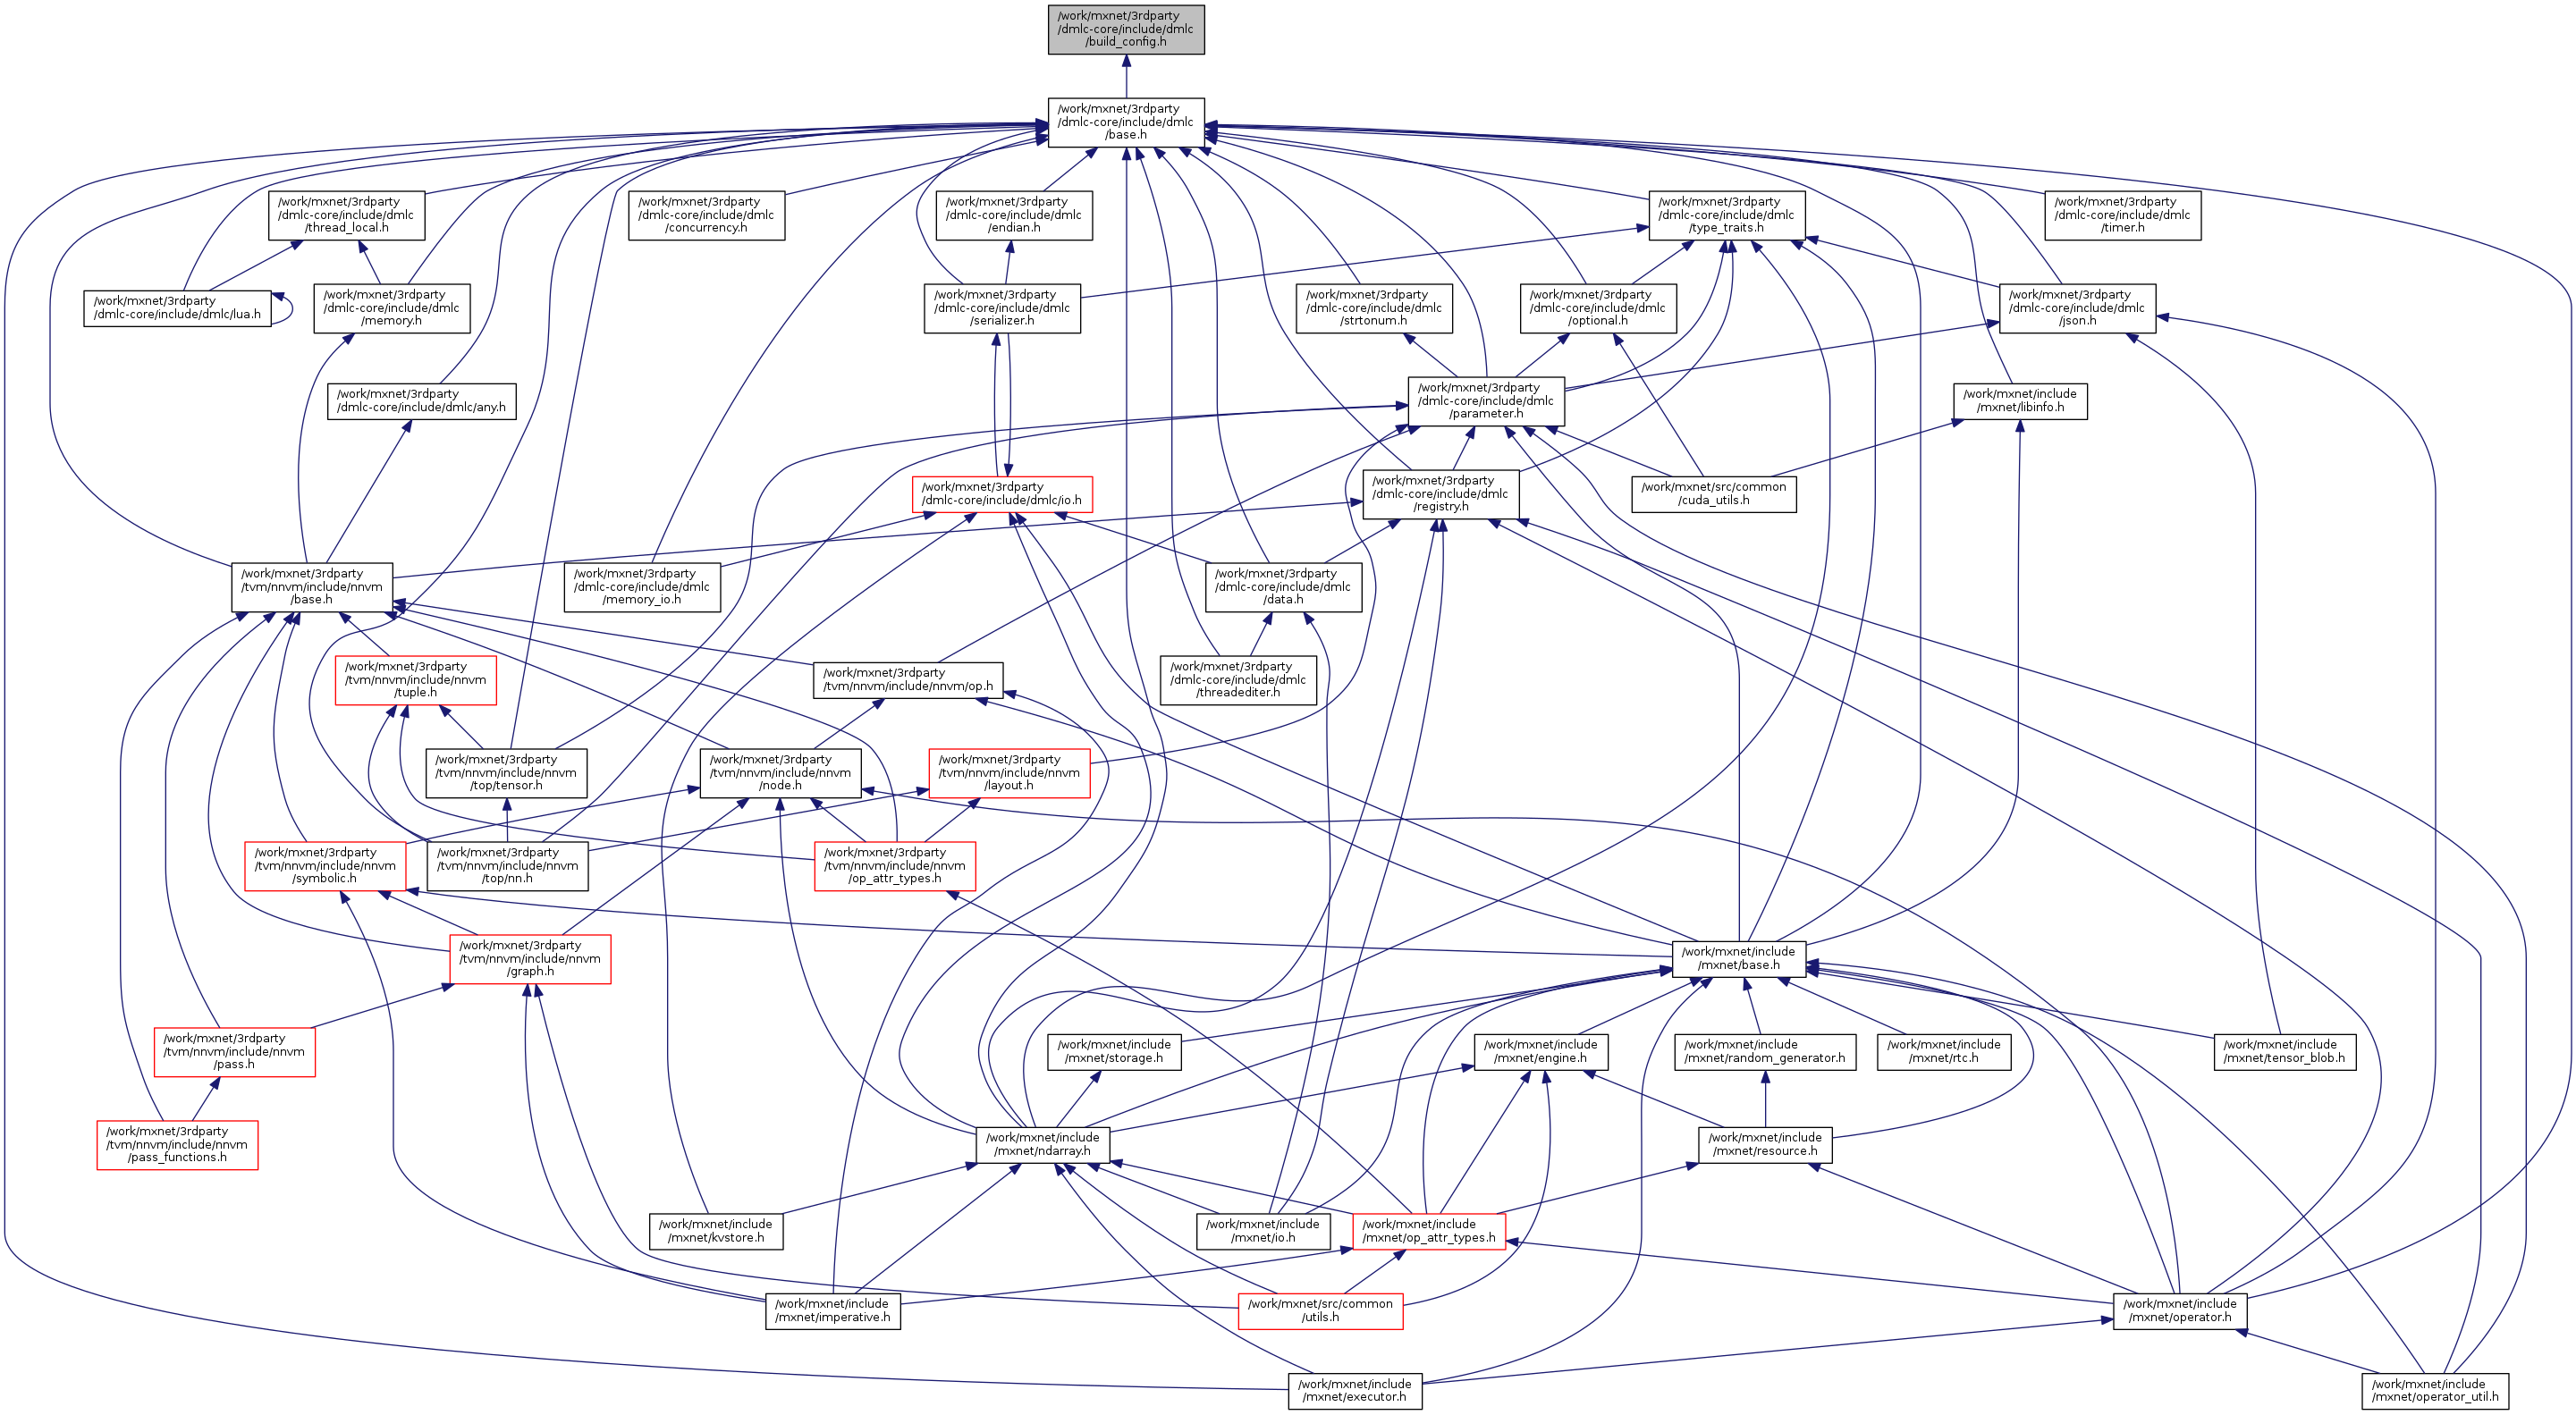 /work/mxnet/3rdparty
/dmlc-core/include/dmlc
/build_config.h
/work/mxnet/3rdparty
/dmlc-core/include/dmlc
/base.h
/work/mxnet/3rdparty
/dmlc-core/include/dmlc
/thread_local.h
/work/mxnet/3rdparty
/dmlc-core/include/dmlc
/concurrency.h
/work/mxnet/3rdparty
/dmlc-core/include/dmlc
/endian.h
/work/mxnet/3rdparty
/dmlc-core/include/dmlc
/type_traits.h
/work/mxnet/3rdparty
/dmlc-core/include/dmlc
/timer.h
/work/mxnet/3rdparty
/dmlc-core/include/dmlc/lua.h
/work/mxnet/3rdparty
/dmlc-core/include/dmlc
/memory.h
/work/mxnet/3rdparty
/dmlc-core/include/dmlc
/serializer.h
/work/mxnet/3rdparty
/dmlc-core/include/dmlc
/strtonum.h
/work/mxnet/3rdparty
/dmlc-core/include/dmlc
/optional.h
/work/mxnet/3rdparty
/dmlc-core/include/dmlc
/json.h
/work/mxnet/3rdparty
/dmlc-core/include/dmlc/any.h
/work/mxnet/3rdparty
/dmlc-core/include/dmlc
/parameter.h
/work/mxnet/include
/mxnet/libinfo.h
/work/mxnet/3rdparty
/dmlc-core/include/dmlc/io.h
/work/mxnet/3rdparty
/dmlc-core/include/dmlc
/registry.h
/work/mxnet/src/common
/cuda_utils.h
/work/mxnet/3rdparty
/tvm/nnvm/include/nnvm
/base.h
/work/mxnet/3rdparty
/dmlc-core/include/dmlc
/memory_io.h
/work/mxnet/3rdparty
/dmlc-core/include/dmlc
/data.h
/work/mxnet/3rdparty
/tvm/nnvm/include/nnvm
/tuple.h
/work/mxnet/3rdparty
/tvm/nnvm/include/nnvm/op.h
/work/mxnet/3rdparty
/dmlc-core/include/dmlc
/threadediter.h
/work/mxnet/3rdparty
/tvm/nnvm/include/nnvm
/top/tensor.h
/work/mxnet/3rdparty
/tvm/nnvm/include/nnvm
/node.h
/work/mxnet/3rdparty
/tvm/nnvm/include/nnvm
/layout.h
/work/mxnet/3rdparty
/tvm/nnvm/include/nnvm
/symbolic.h
/work/mxnet/3rdparty
/tvm/nnvm/include/nnvm
/top/nn.h
/work/mxnet/3rdparty
/tvm/nnvm/include/nnvm
/op_attr_types.h
/work/mxnet/3rdparty
/tvm/nnvm/include/nnvm
/graph.h
/work/mxnet/include
/mxnet/base.h
/work/mxnet/3rdparty
/tvm/nnvm/include/nnvm
/pass.h
/work/mxnet/include
/mxnet/storage.h
/work/mxnet/include
/mxnet/engine.h
/work/mxnet/include
/mxnet/random_generator.h
/work/mxnet/include
/mxnet/rtc.h
/work/mxnet/include
/mxnet/tensor_blob.h
/work/mxnet/3rdparty
/tvm/nnvm/include/nnvm
/pass_functions.h
/work/mxnet/include
/mxnet/ndarray.h
/work/mxnet/include
/mxnet/resource.h
/work/mxnet/include
/mxnet/kvstore.h
/work/mxnet/include
/mxnet/io.h
/work/mxnet/include
/mxnet/op_attr_types.h
/work/mxnet/include
/mxnet/imperative.h
/work/mxnet/src/common
/utils.h
/work/mxnet/include
/mxnet/operator.h
/work/mxnet/include
/mxnet/executor.h
/work/mxnet/include
/mxnet/operator_util.h